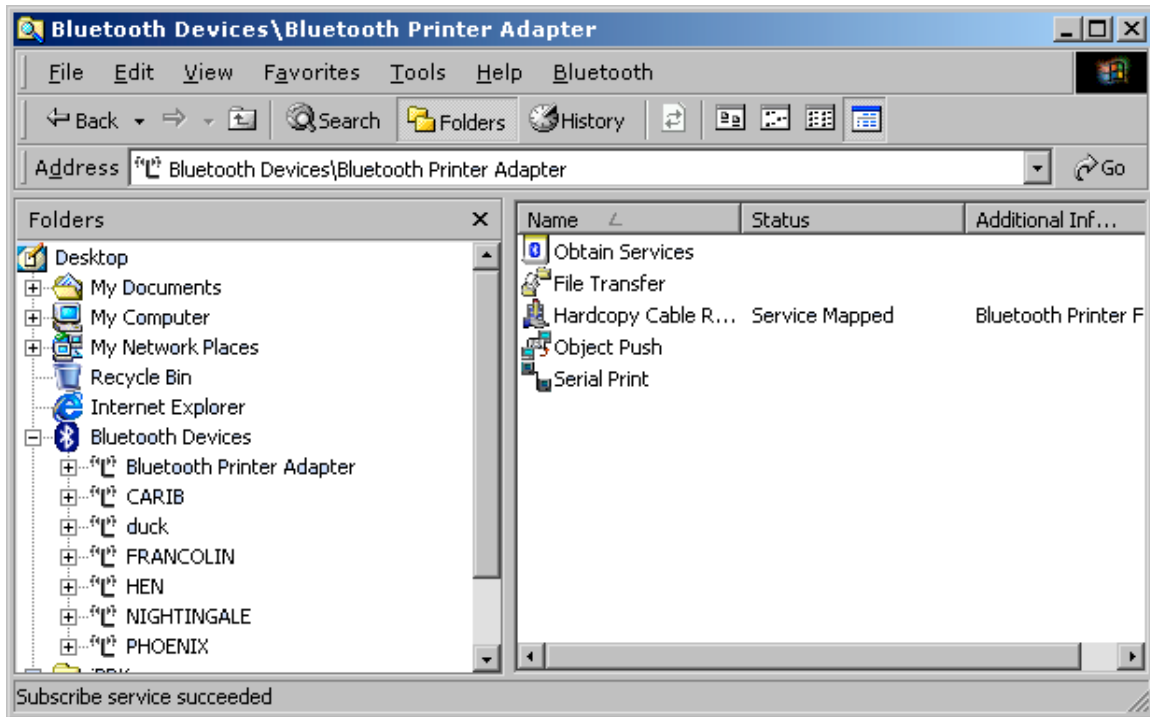 Bluetooth Devices\Bluetooth Printer Adapter
File Edit View Favorites Tools Help Bluetooth
Back Search Folders History
Address Bluetooth Devices\Bluetooth Printer Adapter Go
Folders
Desktop
My Documents
My Computer
My Network Places
Recycle Bin
Internet Explorer
Bluetooth Devices
Bluetooth Printer Adapter
CARIB
duck
FRANCOLIN
HEN
NIGHTINGALE
PHOENIX
Name Status Additional Inf...
Obtain Services
File Transfer
Hardcopy Cable R... Service Mapped Bluetooth Printer F
Object Push
Serial Print
Subscribe service succeeded